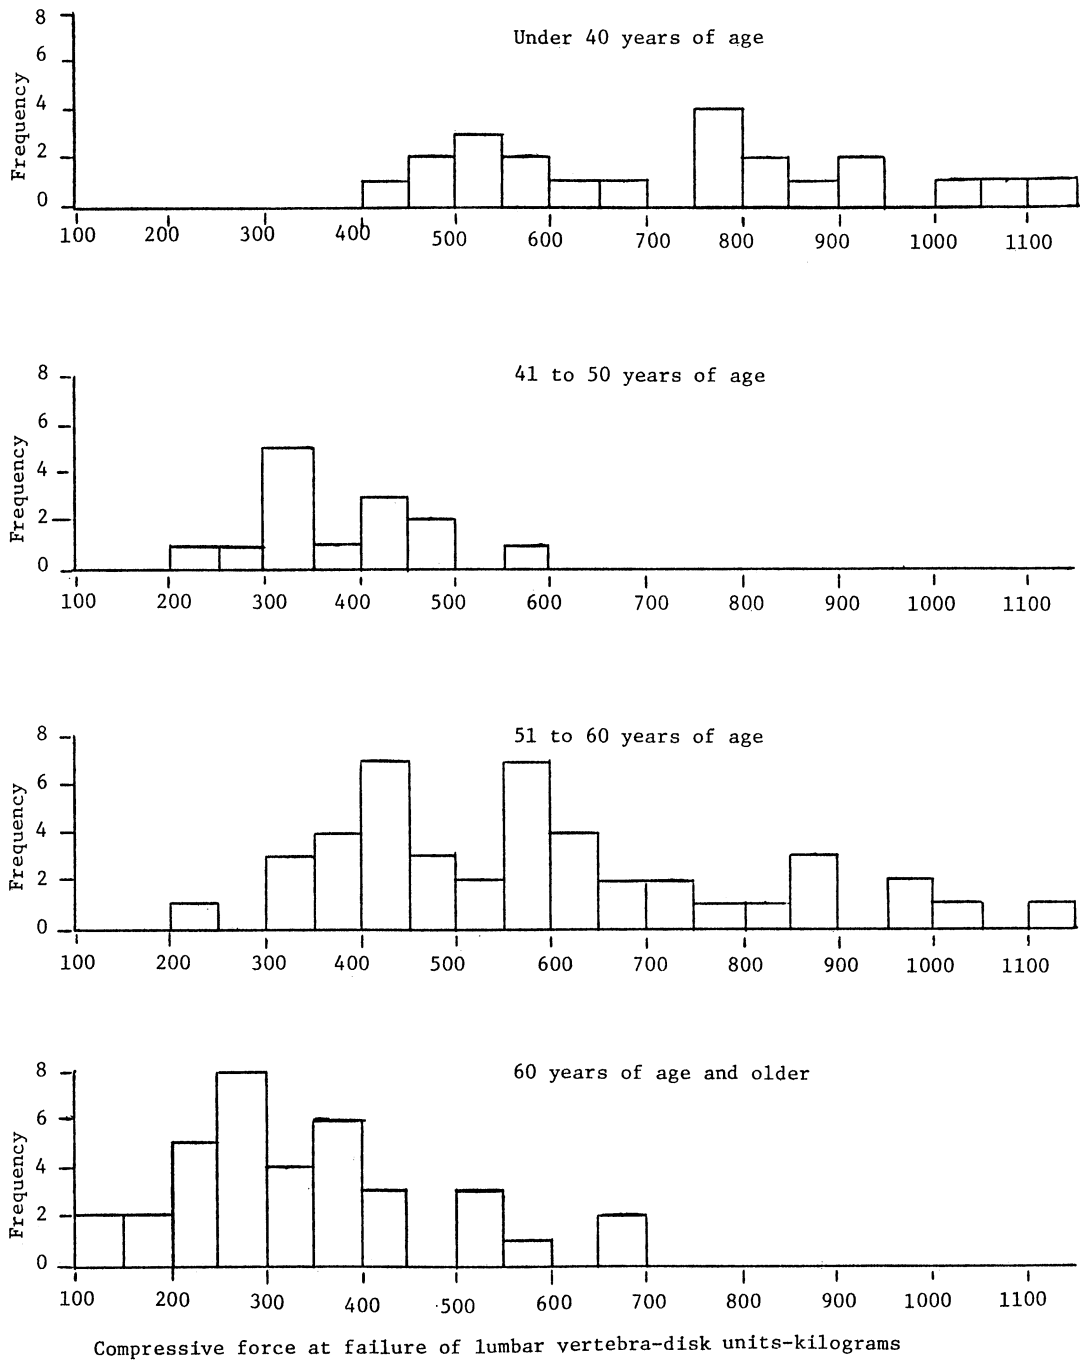 Under 40 years of age
Frequency
8
6
4
2
0
100 200 300 400 500 600 700 800 900 1000 1100
41 to 50 years of age
Frequency
8
6
4
2
0
100 200 300 400 500 600 700 800 900 1000 1100
51 to 60 years of age
Frequency
8
6
4
2
0
100 200 300 400 500 600 700 800 900 1000 1100
60 years of age and older
Frequency
8
6
4
2
0
100 200 300 400 500 600 700 800 900 1000 1100
Compressive force at failure of lumbar vertebra-disk units-kilograms